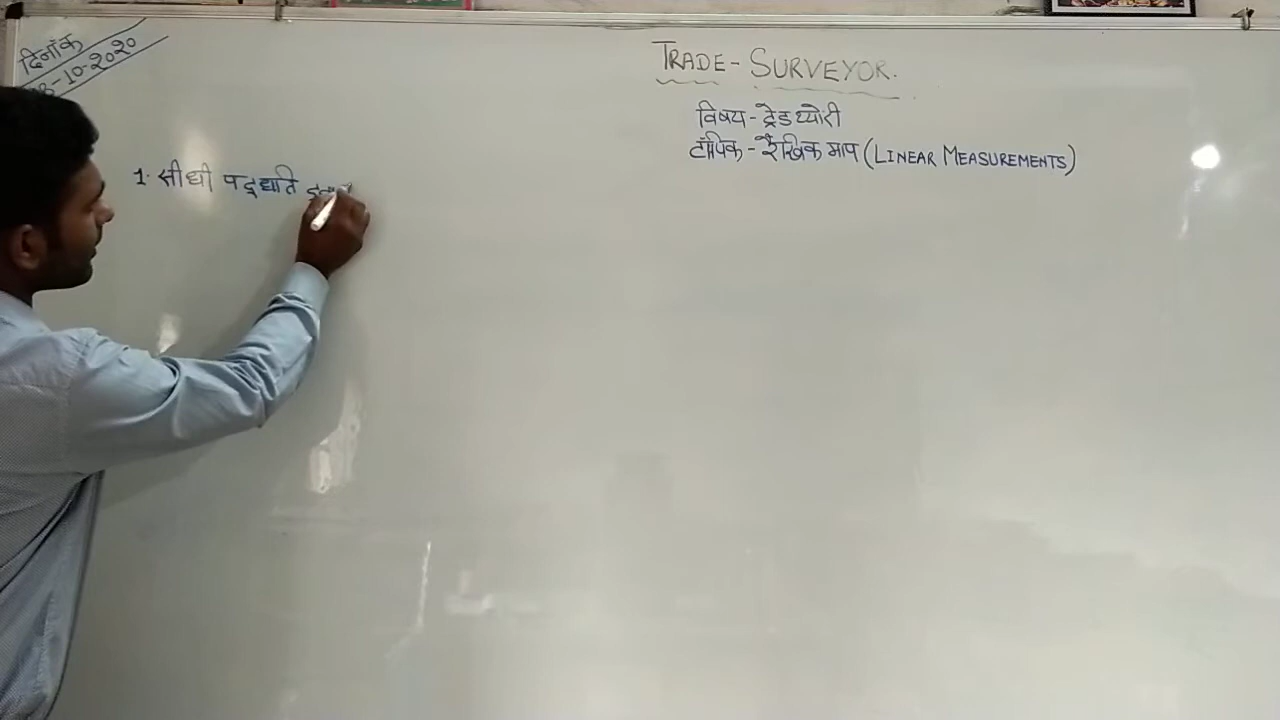 दिनांक
-10-2020
TRADE - SURVEYOR.
विषय - ट्रेड थ्योरी
टॉपिक - रैखिक माप (LINEAR MEASUREMENTS)
1. सीधी पद्धति